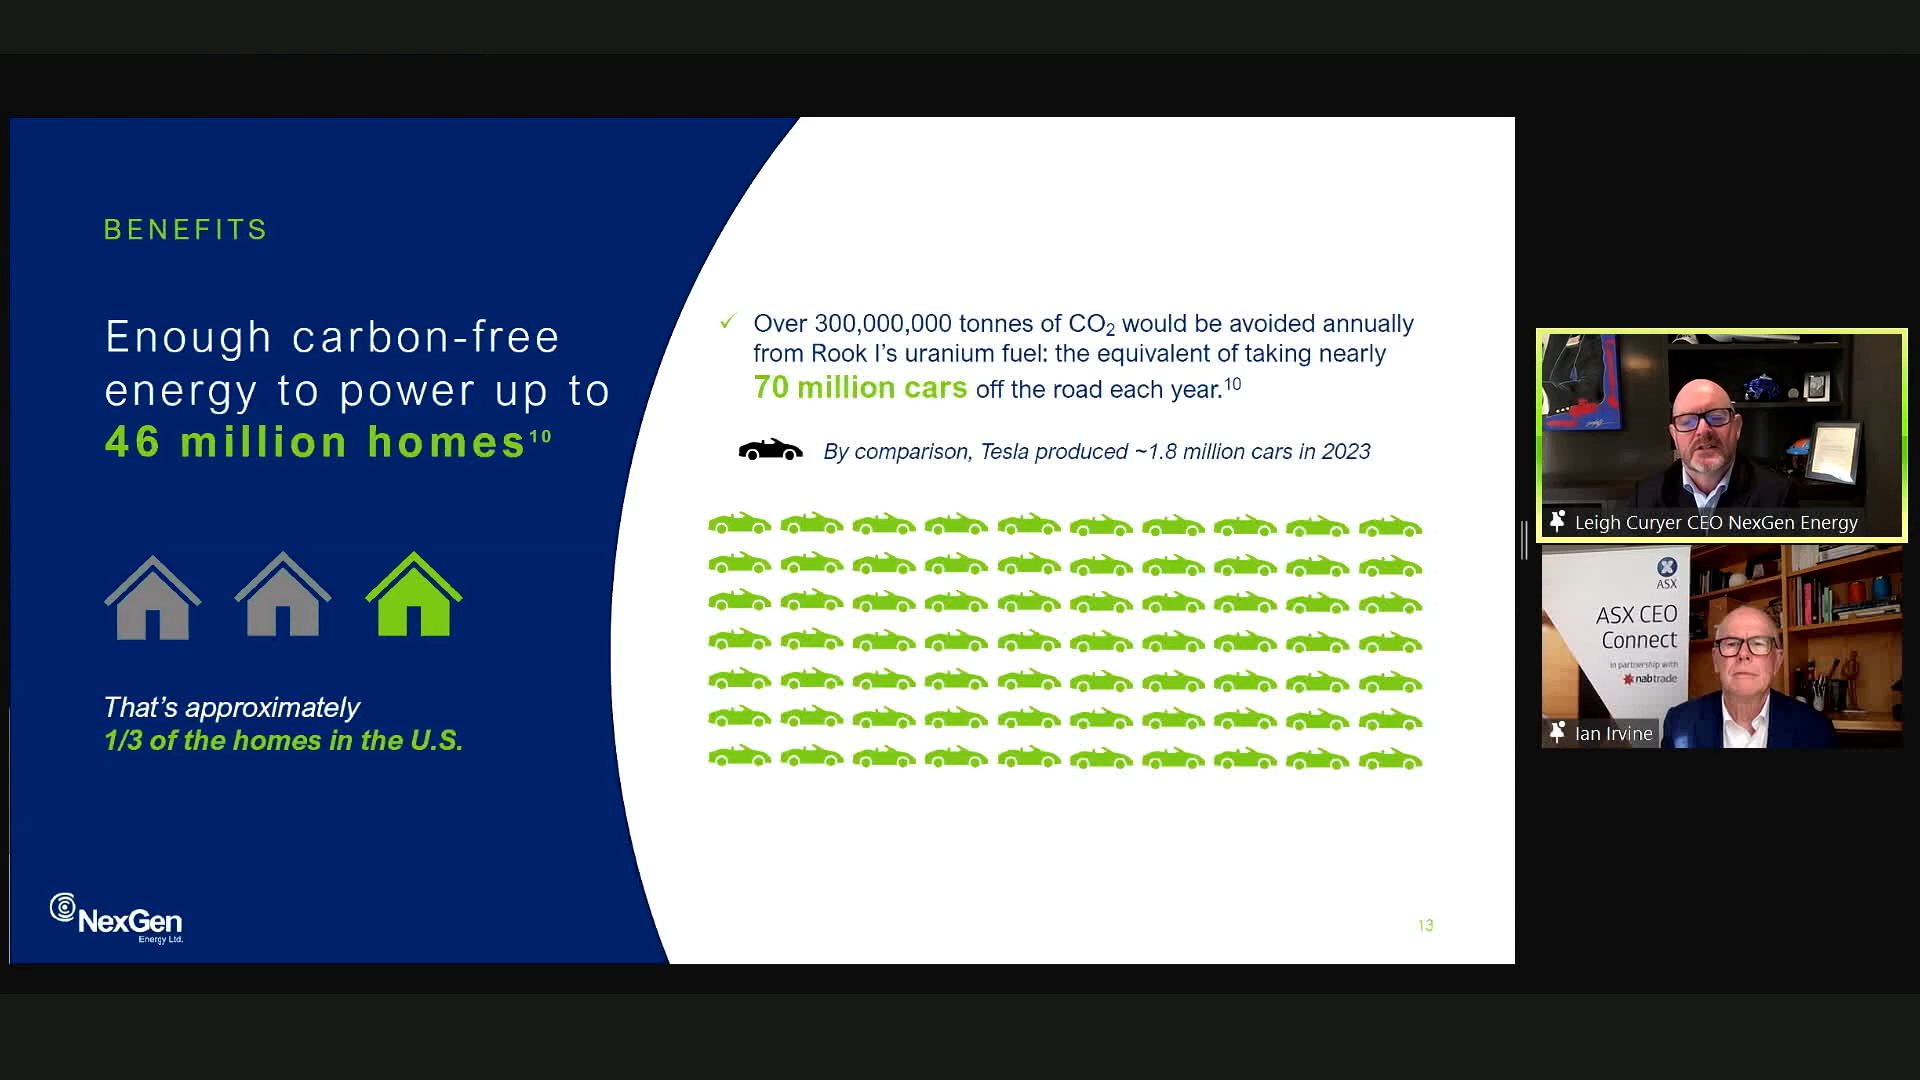 BENEFITS
Enough carbon-free
energy to power up to
46 million homes¹⁰
That's approximately
1/3 of the homes in the U.S.
NexGen
Energy Ltd.
✓ Over 300,000,000 tonnes of CO₂ would be avoided annually
from Rook I's uranium fuel: the equivalent of taking nearly
70 million cars off the road each year.¹⁰
By comparison, Tesla produced ~1.8 million cars in 2023
13
Leigh Curyer CEO NexGen Energy
ASX
ASX CEO
Connect
in partnership with
nabtrade
Ian Irvine